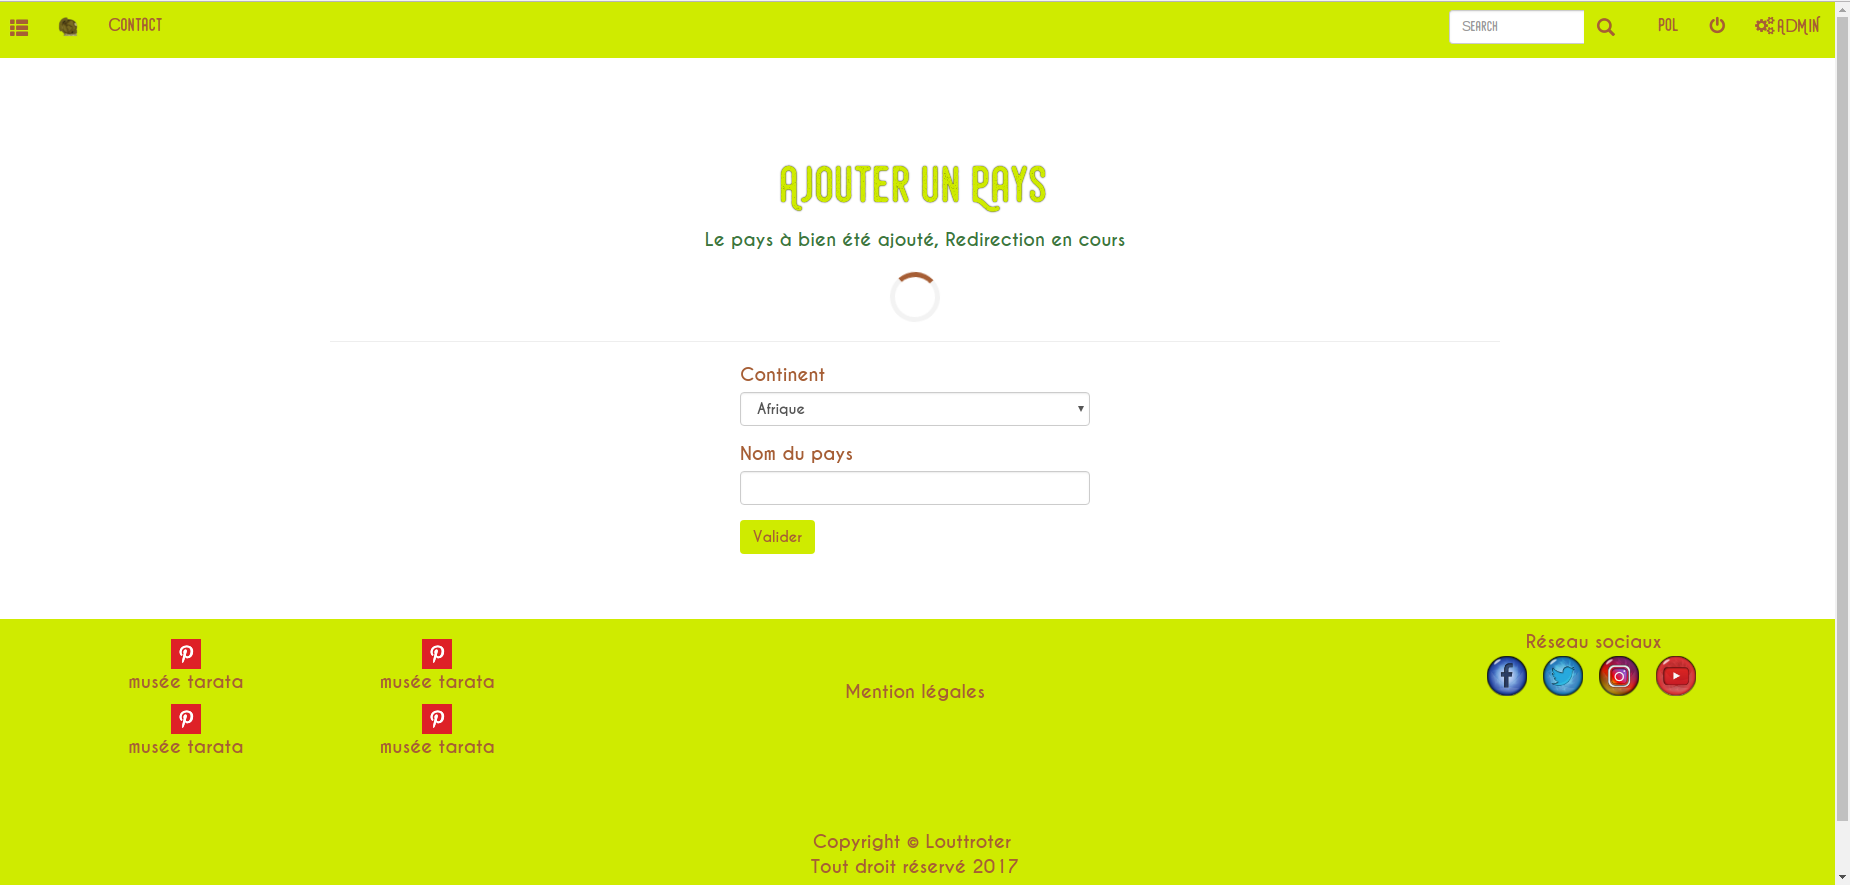 Contact
Search
Pol
Admin
Ajouter un Pays
Le pays à bien été ajouté, Redirection en cours
Continent
Afrique
Nom du pays
Valider
musée tarata
musée tarata
musée tarata
musée tarata
Mention légales
Réseau sociaux
Copyright © Louttroter
Tout droit réservé 2017